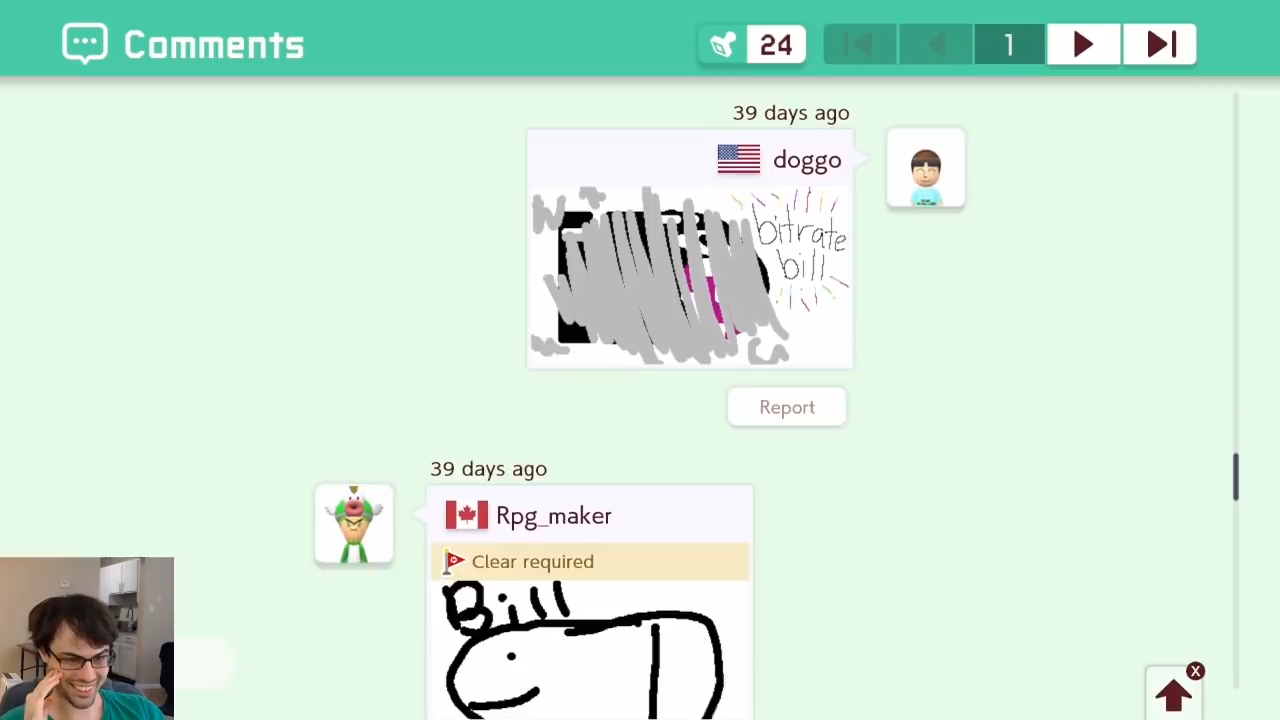 Comments
24
1
39 days ago
doggo
bitrate
bill
Report
39 days ago
Rpg_maker
Clear required
Bill
X